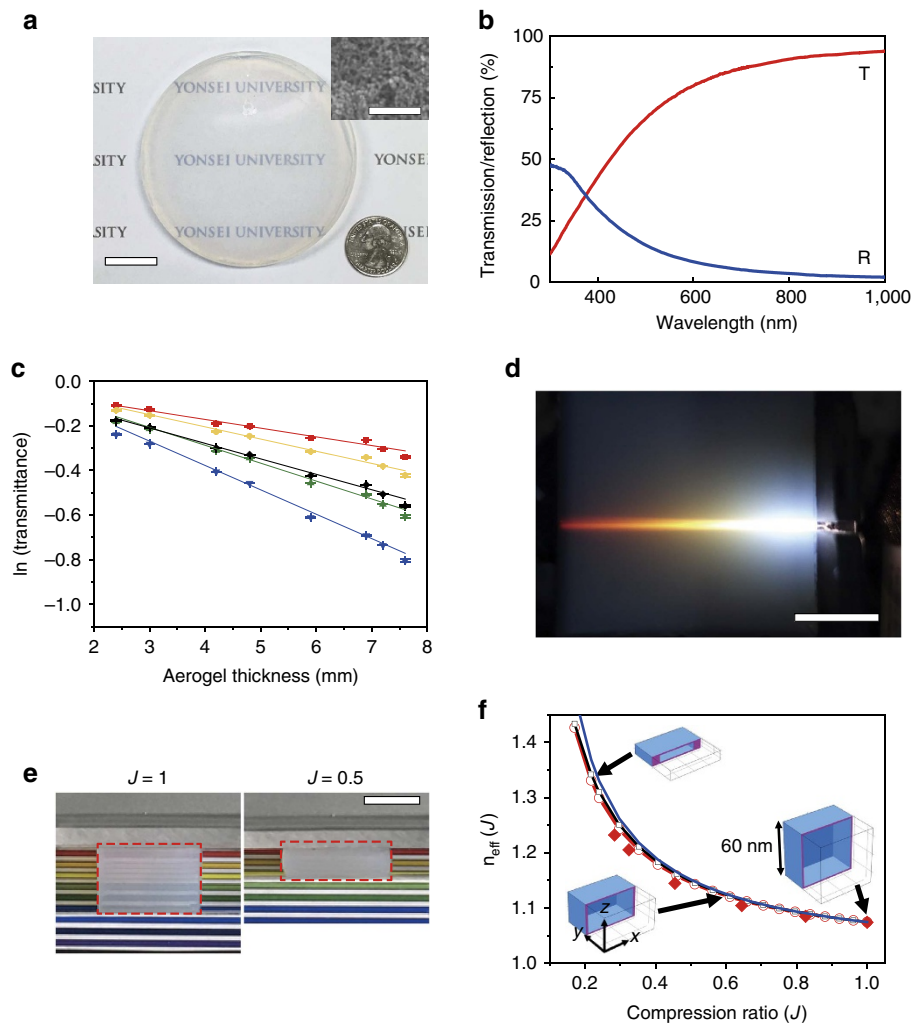 a
SITY YONSEI UNIVERSITY
SITY YONSEI UNIVERSITY YONSEI
SITY YONSEI UNIVERSITY
b
100
75
50
25
0
T
R
400 600 800 1,000
Transmission/reflection (%)
Wavelength (nm)
c
0.0
−0.2
−0.4
−0.6
−0.8
−1.0
2 3 4 5 6 7 8
ln (transmittance)
Aerogel thickness (mm)
d
e
J = 1 J = 0.5
f
1.4
1.3
1.2
1.1
1.0
0.2 0.4 0.6 0.8 1.0
neff (J)
60 nm
z
y x
Compression ratio (J)